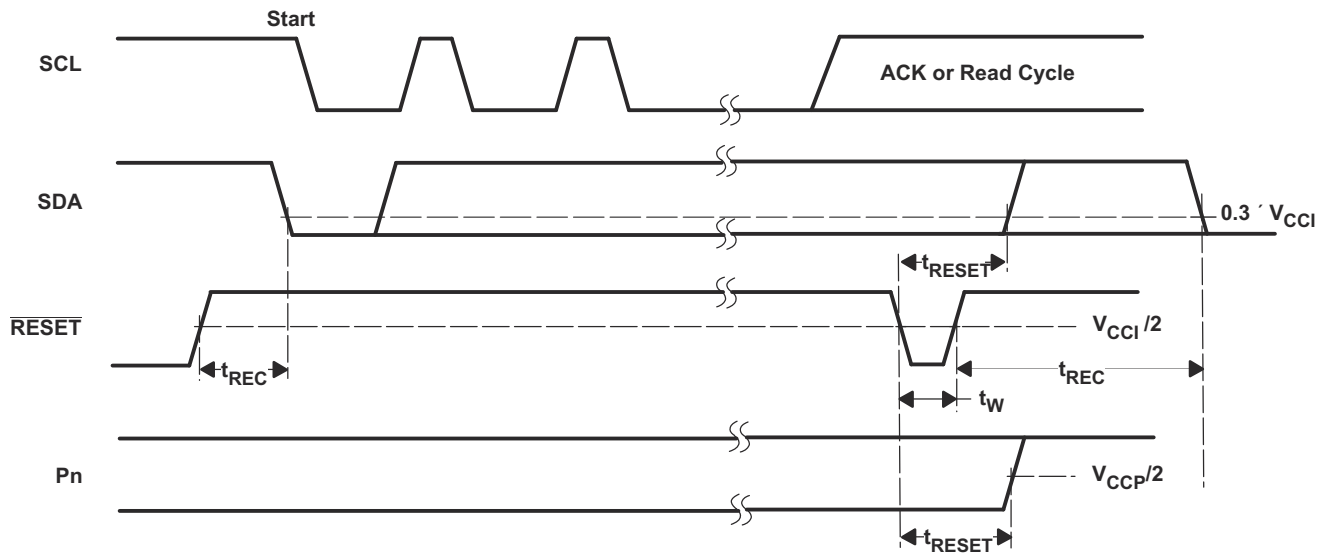 Start
SCL
ACK or Read Cycle
SDA
0.3 ´ VCCI
tRESET
RESET
VCCI /2
tREC
tREC
tW
Pn
VCCP/2
tRESET